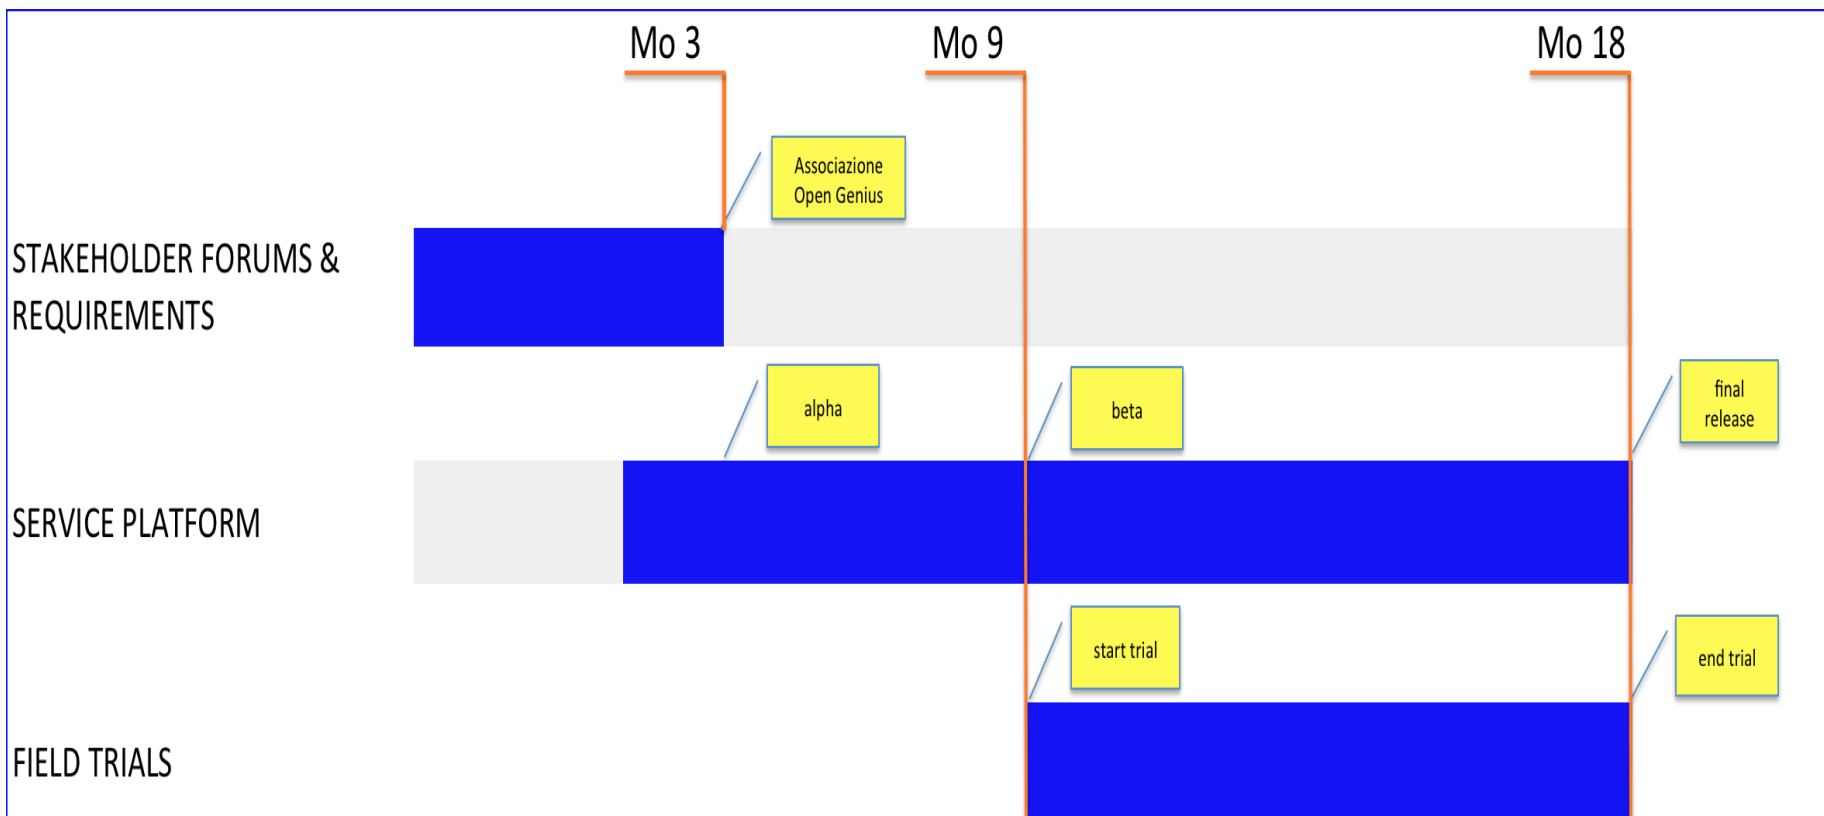 Mo 3
Mo 9
Mo 18
Associazione
Open Genius
STAKEHOLDER FORUMS &
REQUIREMENTS
alpha
beta
final
release
SERVICE PLATFORM
start trial
end trial
FIELD TRIALS